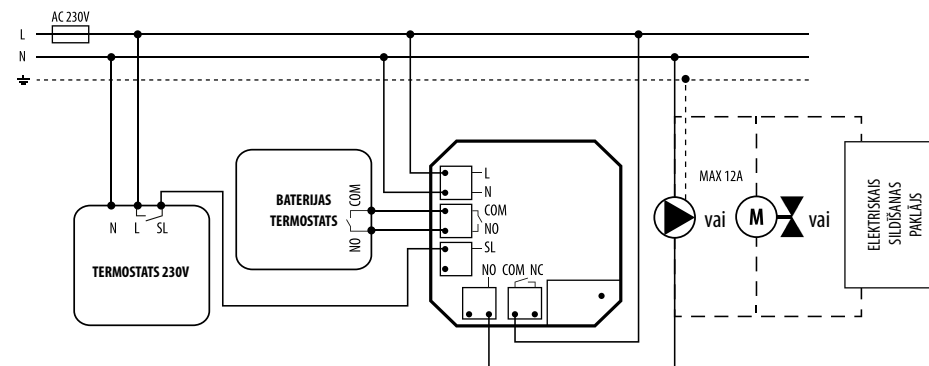 AC 230V
L
N
L
N
MAX 12A
COM
NO
BATERIJAS
TERMOSTATS
COM
NO
SL
N L SL
TERMOSTATS 230V
NO COM NC
vai
M
vai
ELEKTRISKAIS
SILDĪŠANAS
PAKLĀJS